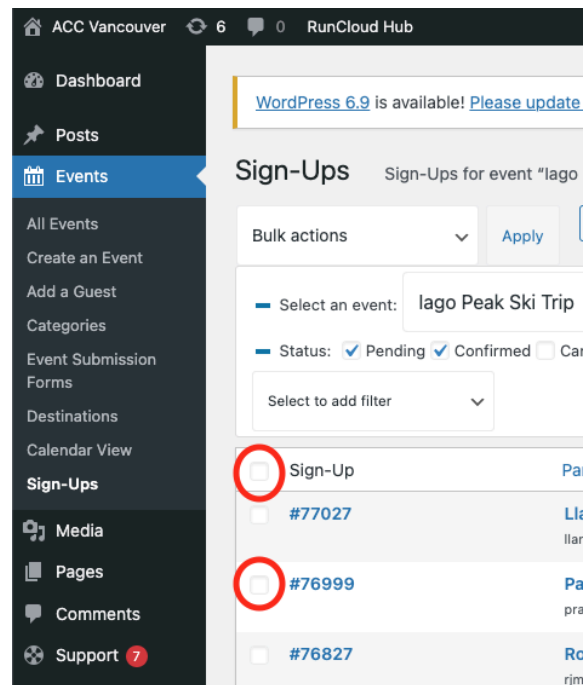 ACC Vancouver 6 0 RunCloud Hub
Dashboard
WordPress 6.9 is available! Please update
Posts
Events
Sign-Ups Sign-Ups for event "Iago
All Events
Bulk actions Apply
Create an Event
Add a Guest
Select an event: Iago Peak Ski Trip
Categories
Status: Pending Confirmed
Event Submission
Forms
Select to add filter
Destinations
Calendar View
Sign-Ups
Sign-Up
#77027
Media
Pages
#76999
Comments
Support 7
#76827